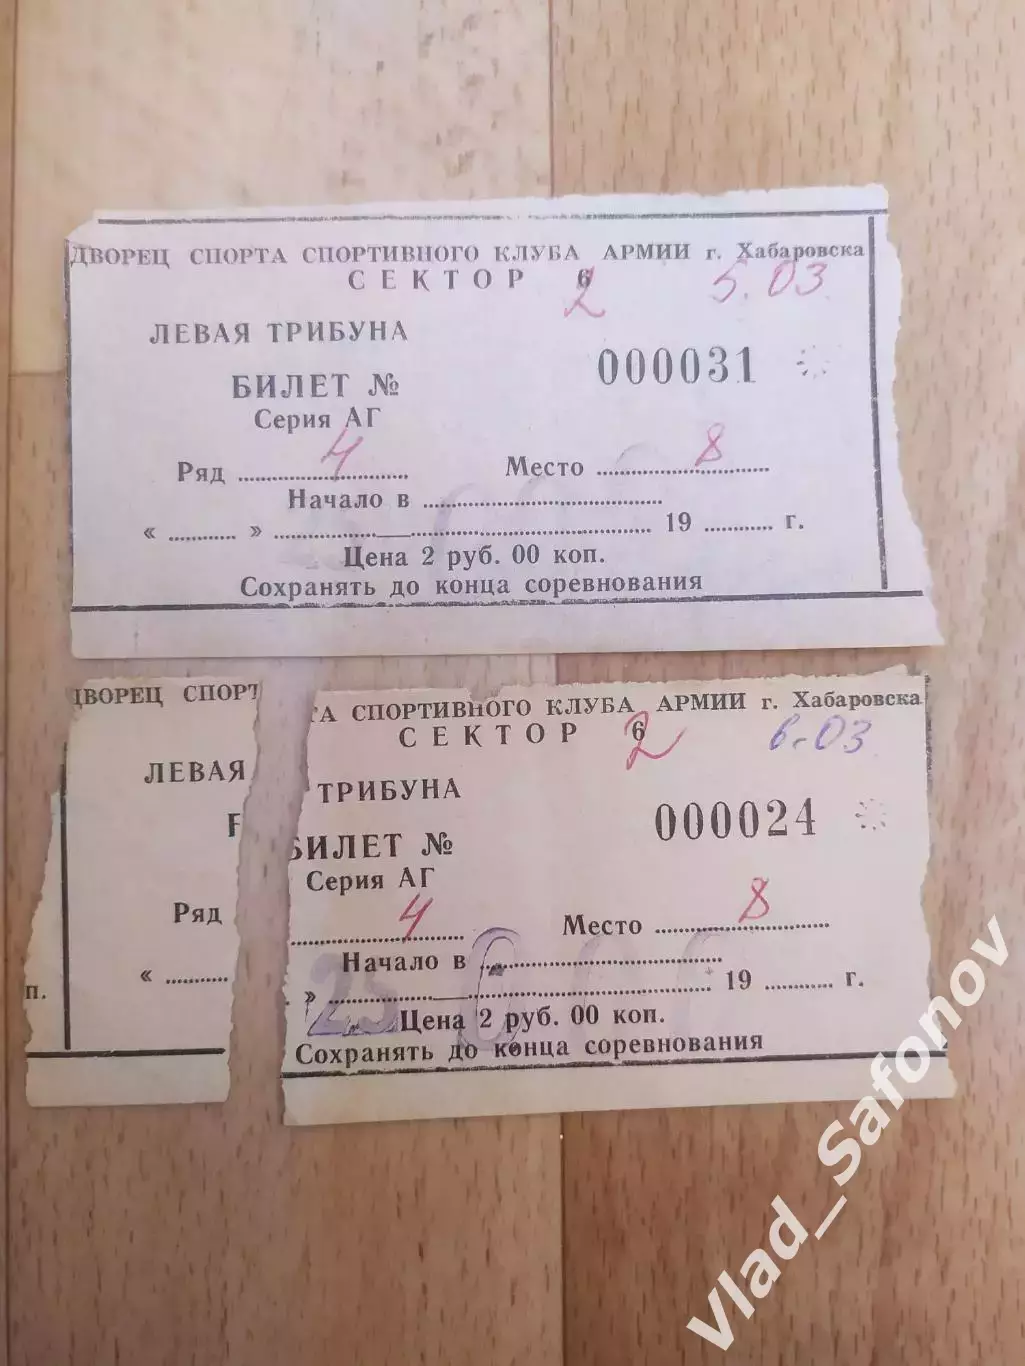 ДВОРЕЦ СПОРТА СПОРТИВНОГО КЛУБА АРМИИ г. Хабаровска
СЕКТОР 6 2 5.03
ЛЕВАЯ ТРИБУНА
БИЛЕТ № 000031
Серия АГ
Ряд 4 Место 8
Начало в
« » 19 г.
Цена 2 руб. 00 коп.
Сохранять до конца соревнования
ДВОРЕЦ СПОРТА СПОРТИВНОГО КЛУБА АРМИИ г. Хабаровска
СЕКТОР 6 2 6.03
ЛЕВАЯ ТРИБУНА
БИЛЕТ № 000024
Серия АГ
Ряд 4 Место 8
Начало в
« » 19 г.
п. 25 Цена 2 руб. 00 коп.
Сохранять до конца соревнования
Vlad_Safonov